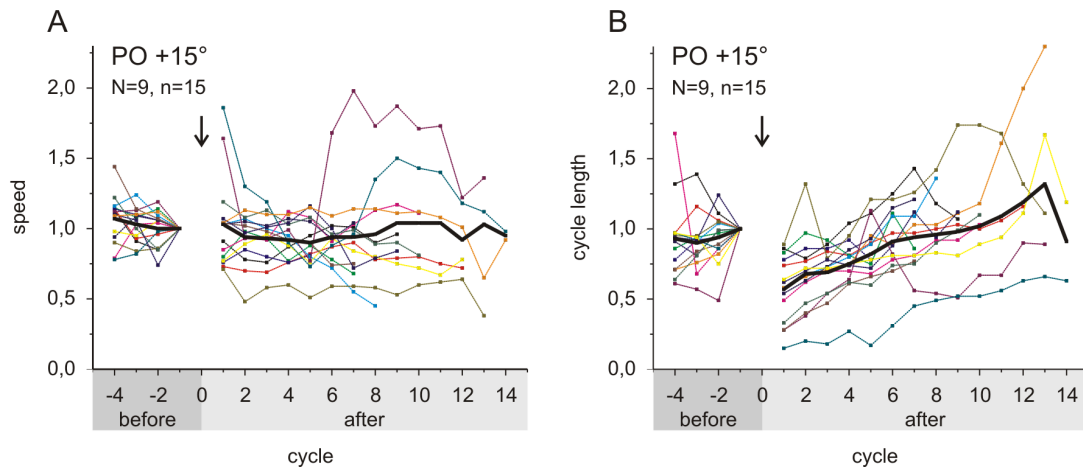 A
PO +15°
N=9, n=15
speed
2,0
1,5
1,0
0,5
0,0
-4 -2 0 2 4 6 8 10 12 14
before after
cycle
B
PO +15°
N=9, n=15
cycle length
2,0
1,5
1,0
0,5
0,0
-4 -2 0 2 4 6 8 10 12 14
before after
cycle